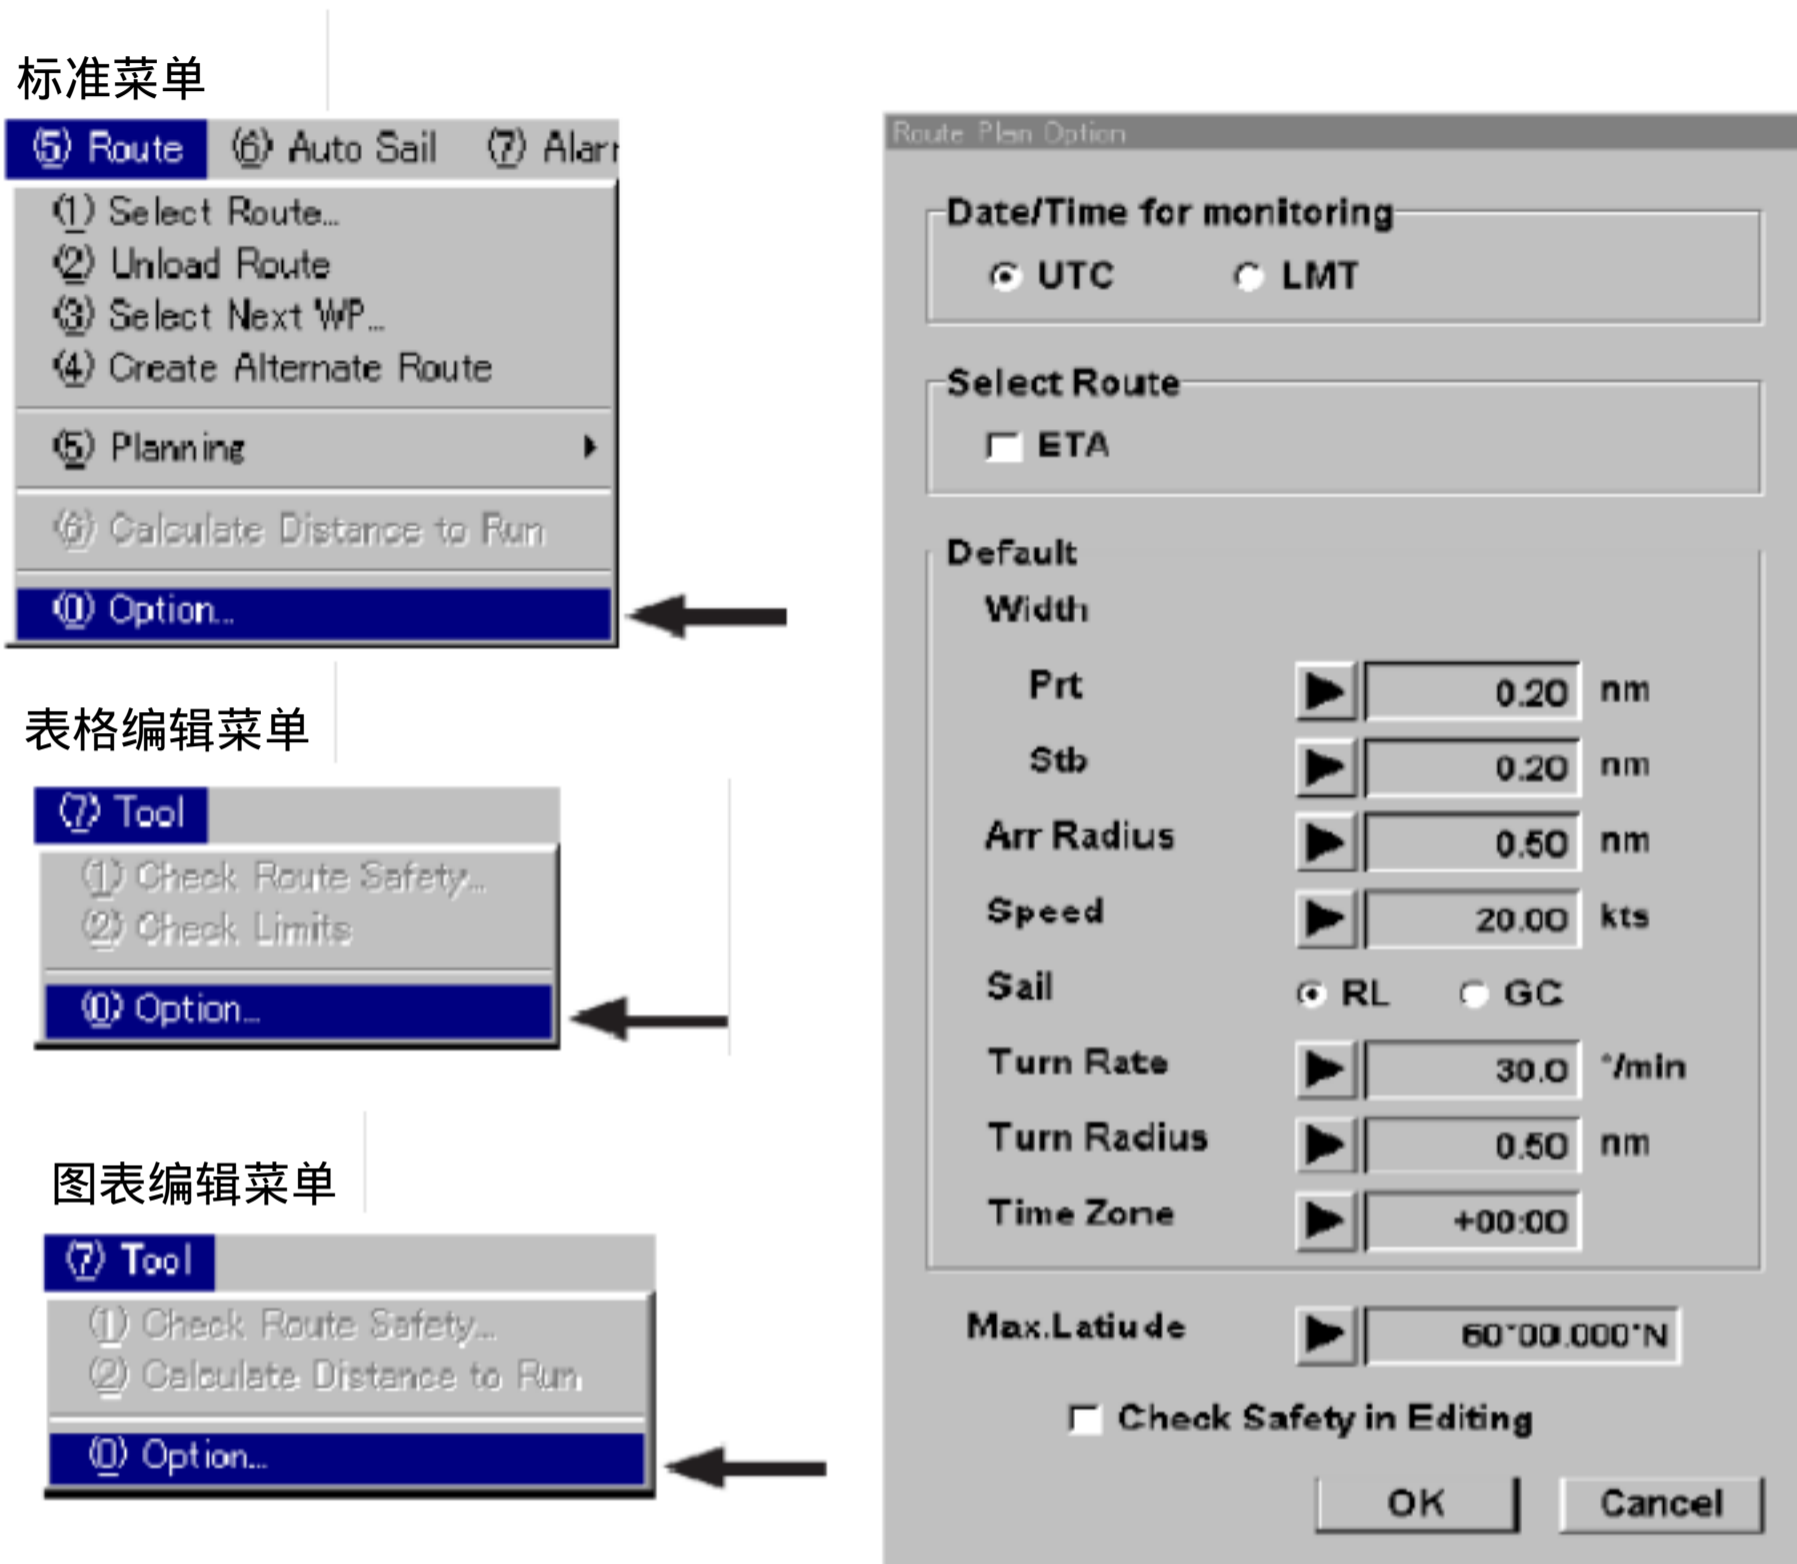 标准菜单
(5) Route (6) Auto Sail (7) Alarr
(1) Select Route...
(2) Unload Route
(3) Select Next WP...
(4) Create Alternate Route
(5) Planning
(6) Calculate Distance to Run
(0) Option...
表格编辑菜单
(7) Tool
(1) Check Route Safety...
(2) Check Limits
(0) Option...
图表编辑菜单
(7) Tool
(1) Check Route Safety...
(2) Calculate Distance to Run
(0) Option...
Route Plan Option
Date/Time for monitoring
UTC LMT
Select Route
ETA
Default
Width
Prt 0.20 nm
Stb 0.20 nm
Arr Radius 0.50 nm
Speed 20.00 kts
Sail RL GC
Turn Rate 30.0 °/min
Turn Radius 0.50 nm
Time Zone +00:00
Max.Latiude 60°00.000'N
Check Safety in Editing
OK Cancel